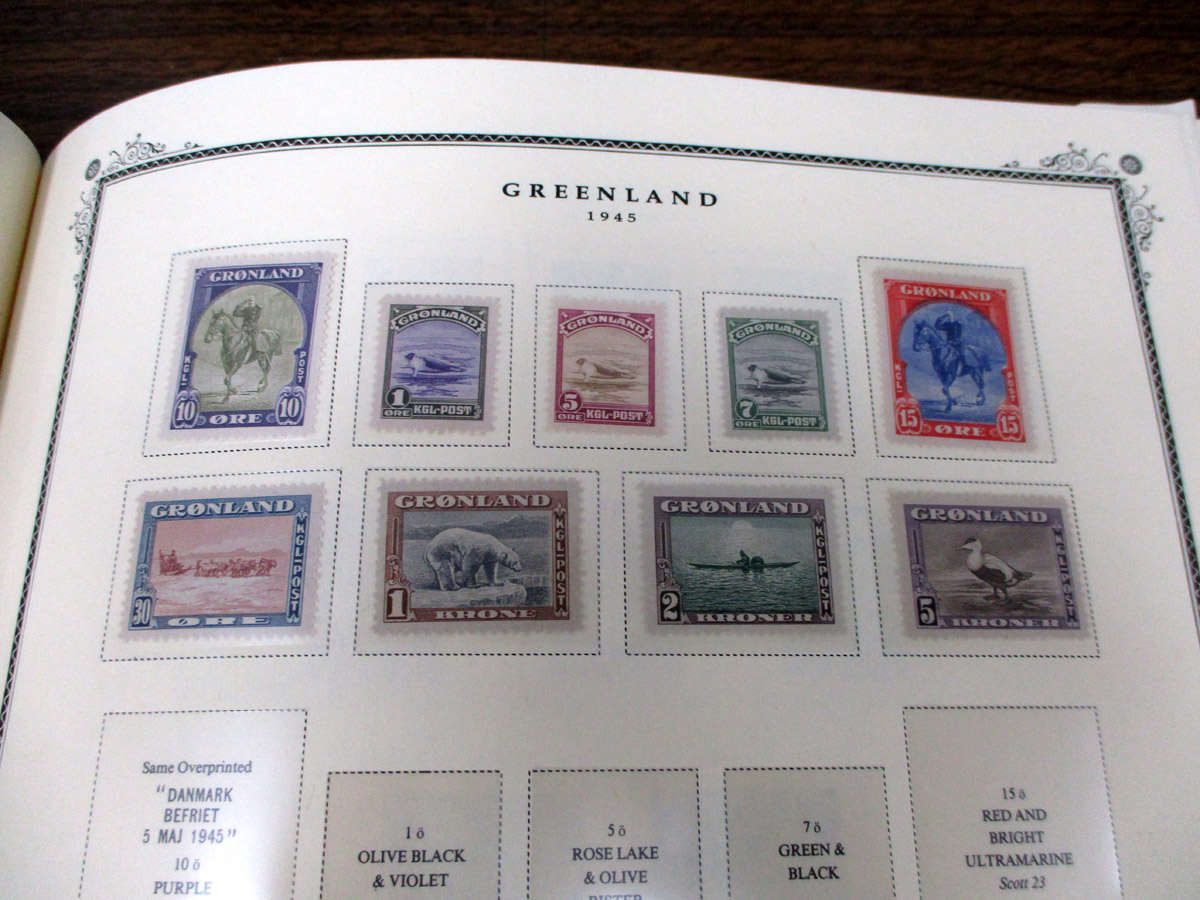 GREENLAND
1945
GRØNLAND
KGL-
POST
10 ØRE 10
GRØNLAND
1
ØRE KGL-POST
GRØNLAND
5
ØRE KGL-POST
GRØNLAND
7
ØRE KGL-POST
GRØNLAND
KGL-
POST
15 ØRE 15
GRØNLAND
KGL-POST
30 ØRE
GRØNLAND
KGL-POST
1 KRONE
GRØNLAND
KGL-POST
2 KRONER
GRØNLAND
KGL-POST
5 KRONER
Same Overprinted
"DANMARK
BEFRIET
5 MAJ 1945"
10 ö
PURPLE
1 ö
OLIVE BLACK
& VIOLET
5 ö
ROSE LAKE
& OLIVE
BISTER
7 ö
GREEN &
BLACK
15 ö
RED AND
BRIGHT
ULTRAMARINE
Scott 23